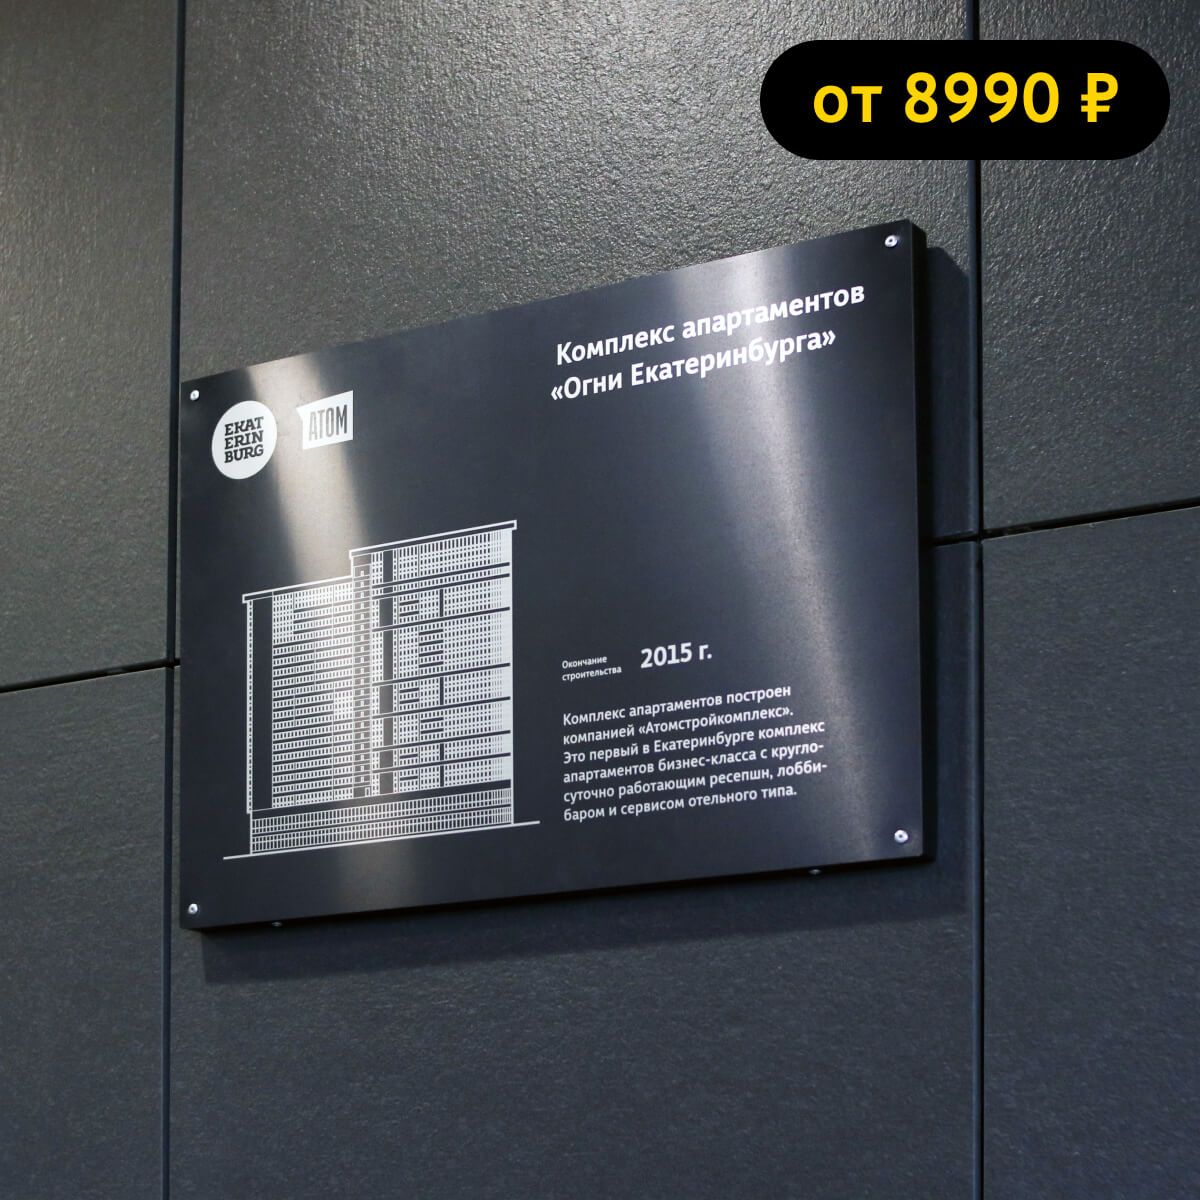 от 8990 ₽
Комплекс апартаментов
«Огни Екатеринбурга»
EKAT
ERIN
BURG
АТОМ
Окончание
строительства
2015 г.
Комплекс апартаментов построен
компанией «Атомстройкомплекс».
Это первый в Екатеринбурге комплекс
апартаментов бизнес-класса с кругло-
суточно работающим ресепшн, лобби-
баром и сервисом отельного типа.